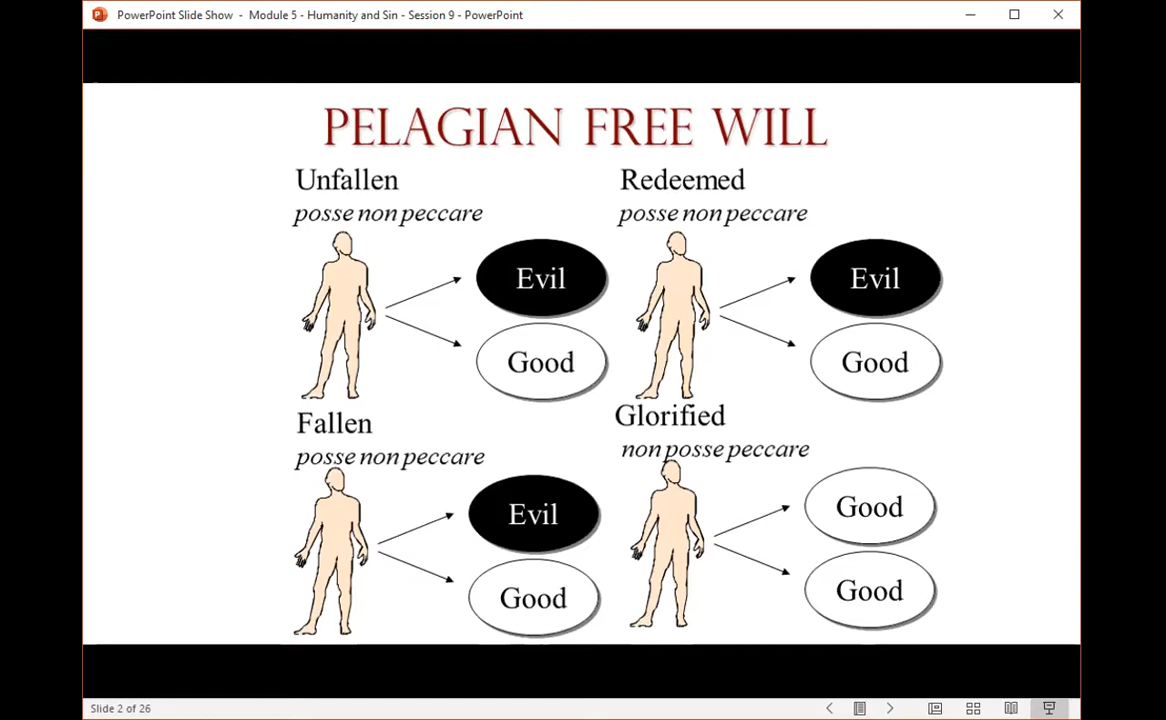 PowerPoint Slide Show - Module 5 - Humanity and Sin - Session 9 - PowerPoint
PELAGIAN FREE WILL
Unfallen
posse non peccare
Evil
Good
Redeemed
posse non peccare
Evil
Good
Fallen
posse non peccare
Evil
Good
Glorified
non posse peccare
Good
Good
Slide 2 of 26